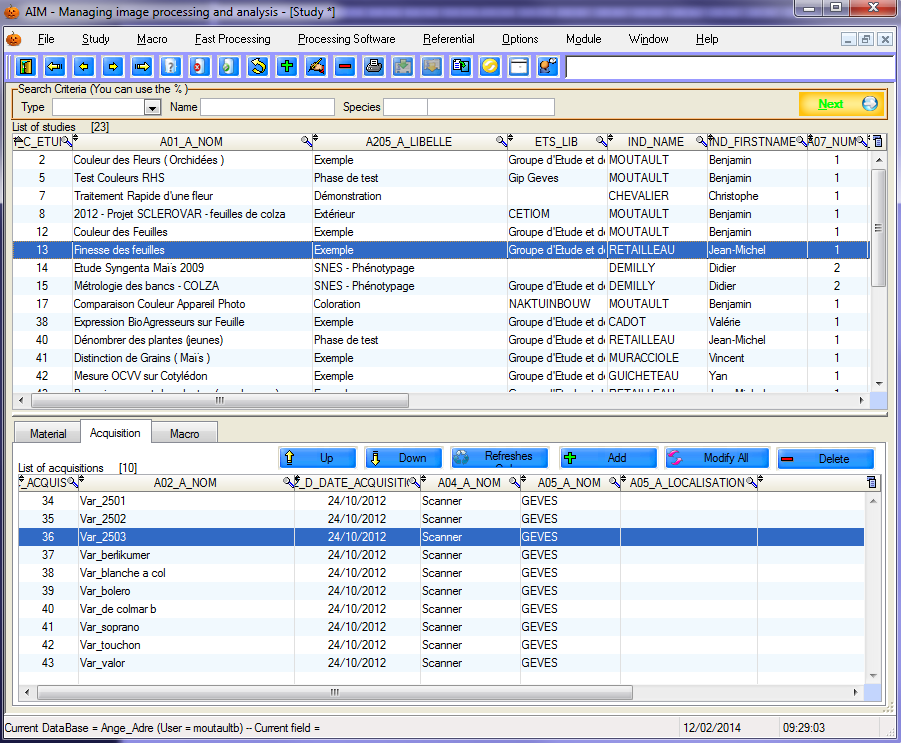 AIM - Managing image processing and analysis - [Study *]
File Study Macro Fast Processing Processing Software Referential Options Module Window Help
Search Criteria (You can use the % )
Type Name Species Next
List of studies [23]
C_ETUI A01_A_NOM A205_A_LIBELLE ETS_LIB IND_NAME IND_FIRSTNAME A07_NUM
2 Couleur des Fleurs ( Orchidées ) Exemple Groupe d'Etude et de MOUTAULT Benjamin 1
5 Test Couleurs RHS Phase de test Gip Geves MOUTAULT Benjamin 1
7 Traitement Rapide d'une fleur Démonstration CHEVALIER Christophe 1
8 2012 - Projet SCLEROVAR - feuilles de colza Extérieur CETIOM MOUTAULT Benjamin 1
12 Couleur des Feuilles Exemple Groupe d'Etude et de MOUTAULT Benjamin 1
13 Finesse des feuilles Exemple Groupe d'Etude et de RETAILLEAU Jean-Michel 1
14 Etude Syngenta Maïs 2009 SNES - Phénotypage DEMILLY Didier 2
15 Métrologie des bancs - COLZA SNES - Phénotypage Groupe d'Etude et de DEMILLY Didier 2
17 Comparaison Couleur Appareil Photo Coloration NAKTUINBOUW MOUTAULT Benjamin 1
38 Expression BioAgresseurs sur Feuille Exemple Groupe d'Etude et de CADOT Valérie 1
40 Dénombrer des plantes (jeunes) Phase de test Groupe d'Etude et de RETAILLEAU Jean-Michel 1
41 Distinction de Grains ( Maïs ) Exemple Groupe d'Etude et de MURACCIOLE Vincent 1
42 Mesure OCVV sur Cotylédon Exemple Groupe d'Etude et de GUICHETEAU Yan 1
Material Acquisition Macro
List of acquisitions [10] Up Down Refreshes Add Modify All Delete
_ACQUIS A02_A_NOM _D_DATE_ACQUISITI A04_A_NOM A05_A_NOM A05_A_LOCALISATION
34 Var_2501 24/10/2012 Scanner GEVES
35 Var_2502 24/10/2012 Scanner GEVES
36 Var_2503 24/10/2012 Scanner GEVES
37 Var_berlikumer 24/10/2012 Scanner GEVES
38 Var_blanche a col 24/10/2012 Scanner GEVES
39 Var_bolero 24/10/2012 Scanner GEVES
40 Var_de colmar b 24/10/2012 Scanner GEVES
41 Var_soprano 24/10/2012 Scanner GEVES
42 Var_touchon 24/10/2012 Scanner GEVES
43 Var_valor 24/10/2012 Scanner GEVES
Current DataBase = Ange_Adre (User = moutaultb) -- Current field = 12/02/2014 09:29:03